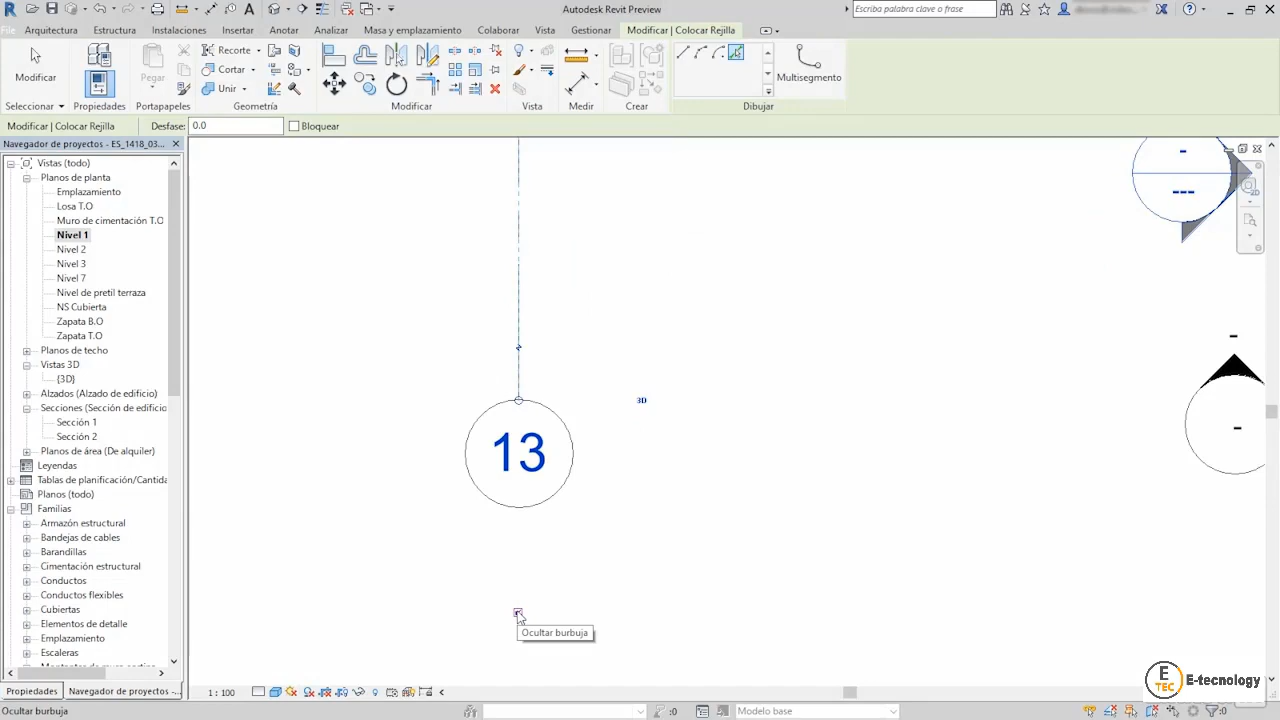 Autodesk Revit Preview
Escriba palabra clave o frase
File Arquitectura Estructura Instalaciones Insertar Anotar Analizar Masa y emplazamiento Colaborar Vista Gestionar Modificar | Colocar Rejilla
Modificar Pegar Recorte Cortar Unir Multisegmento
Seleccionar Propiedades Portapapeles Geometría Modificar Vista Medir Crear Dibujar
Modificar | Colocar Rejilla Desfase: 0.0 Bloquear
Navegador de proyectos - ES_1418_03...
Vistas (todo)
Planos de planta
Emplazamiento
Losa T.O
Muro de cimentación T.O
Nivel 1
Nivel 2
Nivel 3
Nivel 7
Nivel de pretil terraza
NS Cubierta
Zapata B.O
Zapata T.O
Planos de techo
Vistas 3D
{3D}
Alzados (Alzado de edificio)
Secciones (Sección de edificio
Sección 1
Sección 2
Planos de área (De alquiler)
Leyendas
Tablas de planificación/Cantida
Planos (todo)
Familias
Armazón estructural
Bandejas de cables
Barandillas
Cimentación estructural
Conductos
Conductos flexibles
Cubiertas
Elementos de detalle
Emplazamiento
Escaleras
2D
-
---
-
-
3D
13
Ocultar burbuja
Propiedades Navegador de proyectos -...
1 : 100
E
TEC
E-tecnology
Ocultar burbuja :0 Modelo base :0